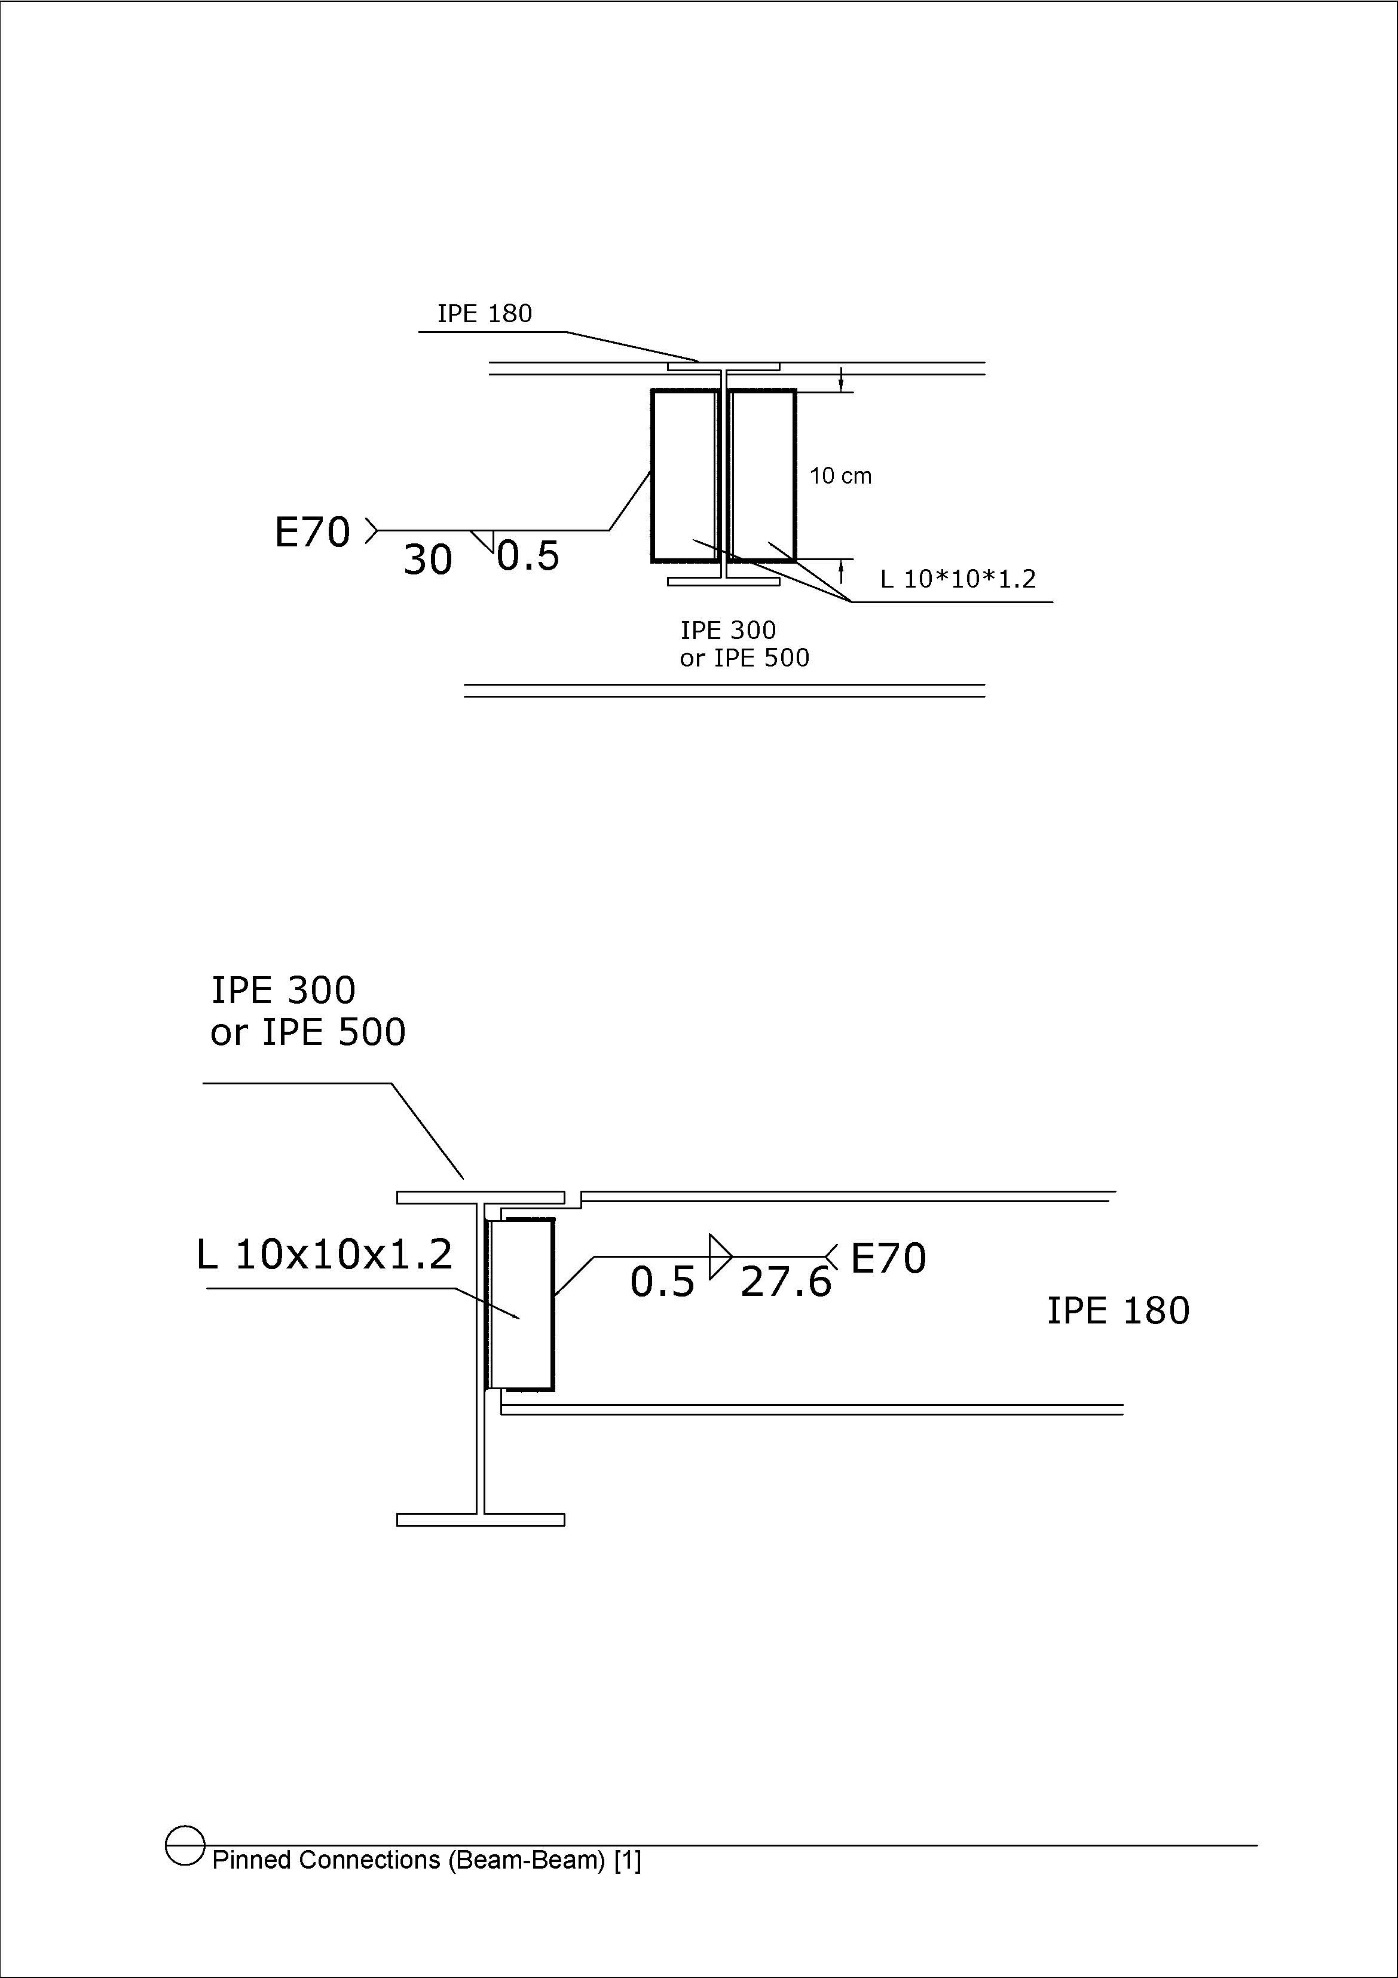 IPE 180
10 cm
E70
30
0.5
L 10*10*1.2
IPE 300
or IPE 500
IPE 300
or IPE 500
L 10x10x1.2
0.5
27.6
E70
IPE 180
Pinned Connections (Beam-Beam) [1]